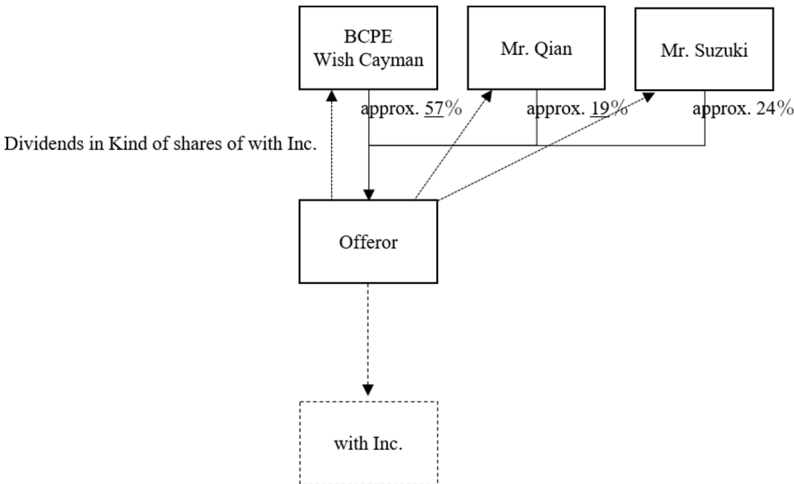 BCPE
Wish Cayman
Mr. Qian
Mr. Suzuki
approx. 57%
approx. 19%
approx. 24%
Dividends in Kind of shares of with Inc.
Offeror
with Inc.